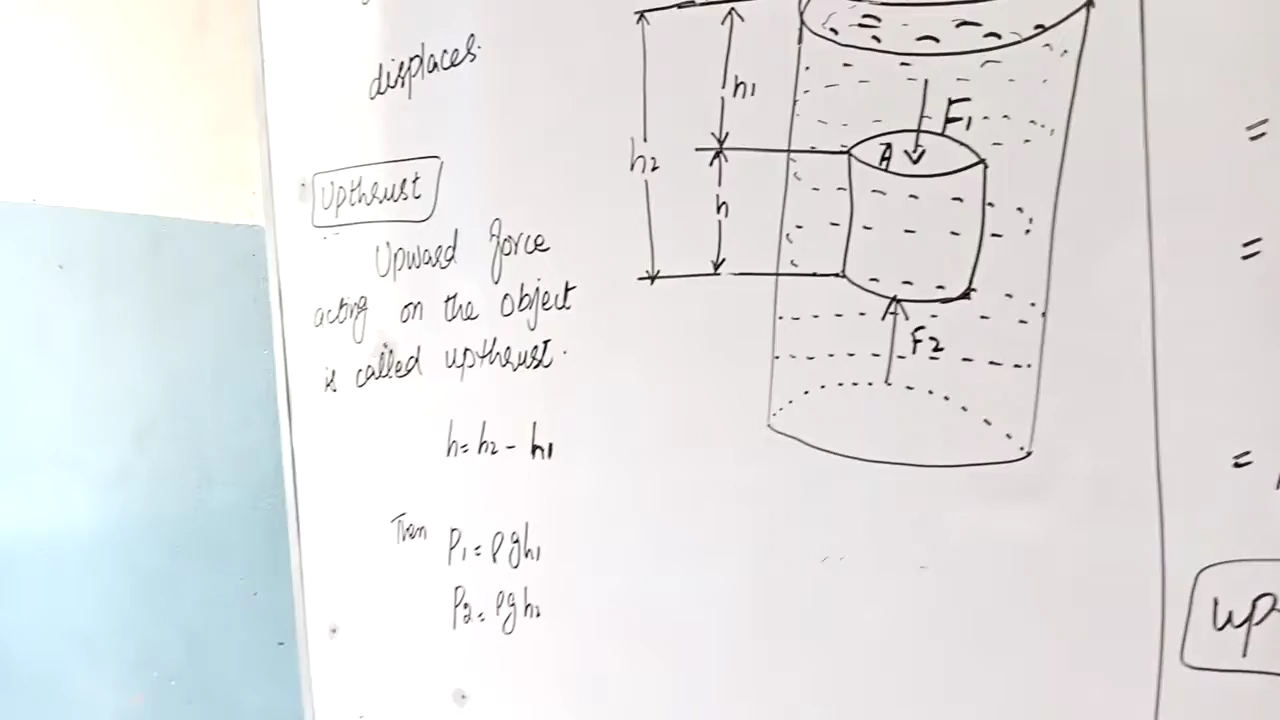 displaces.
Upthrust
Upward force
acting on the object
is called upthrust.
h = h2 - h1
Then P1 = ρgh1
P2 = ρgh2
h1
h2
h
F1
A
F2
=
=
=
up